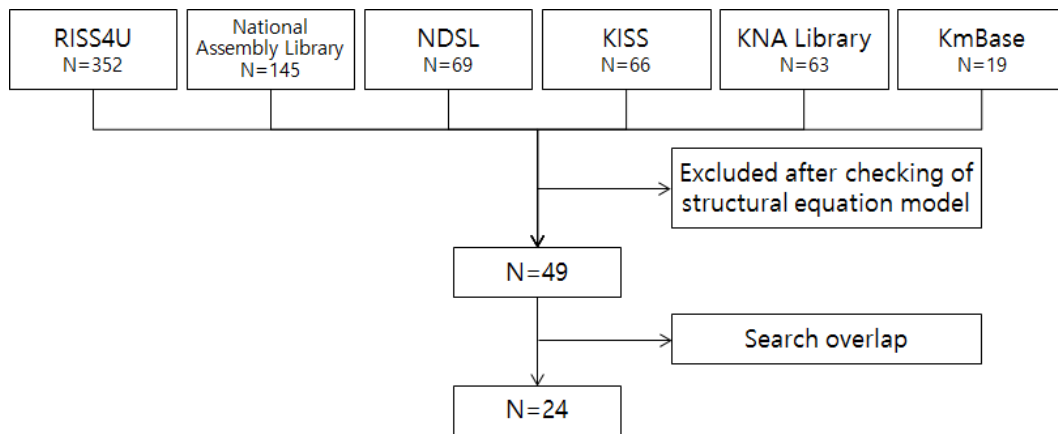 RISS4U
N=352
National
Assembly Library
N=145
NDSL
N=69
KISS
N=66
KNA Library
N=63
KmBase
N=19
Excluded after checking of
structural equation model
N=49
Search overlap
N=24